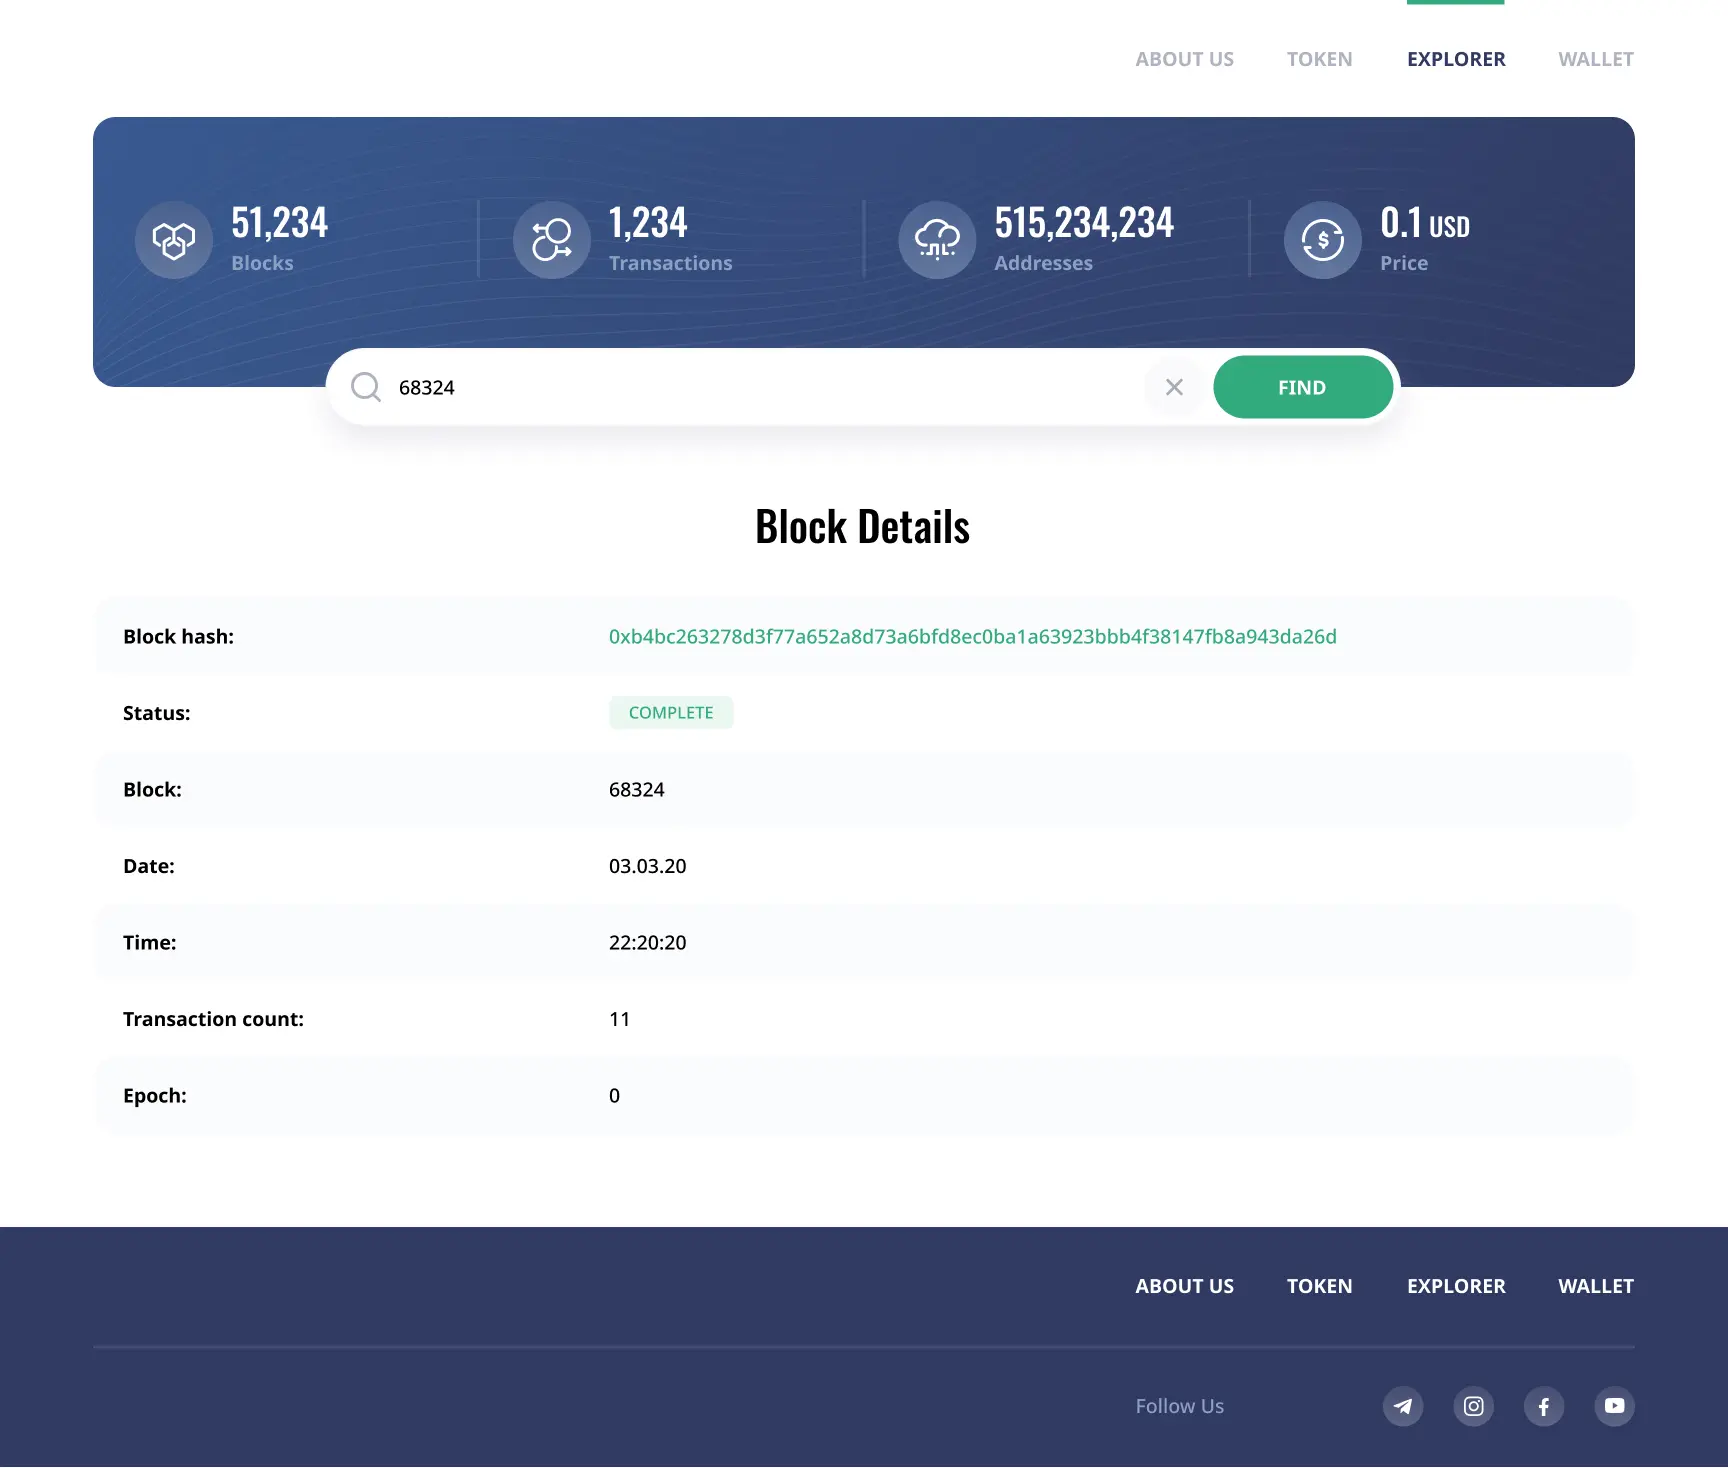 ABOUT US TOKEN EXPLORER WALLET
51,234
Blocks
1,234
Transactions
515,234,234
Addresses
0.1 USD
Price
68324
FIND
Block Details
Block hash: 0xb4bc263278d3f77a652a8d73a6bfd8ec0ba1a63923bbb4f38147fb8a943da26d
Status: COMPLETE
Block: 68324
Date: 03.03.20
Time: 22:20:20
Transaction count: 11
Epoch: 0
ABOUT US TOKEN EXPLORER WALLET
Follow Us